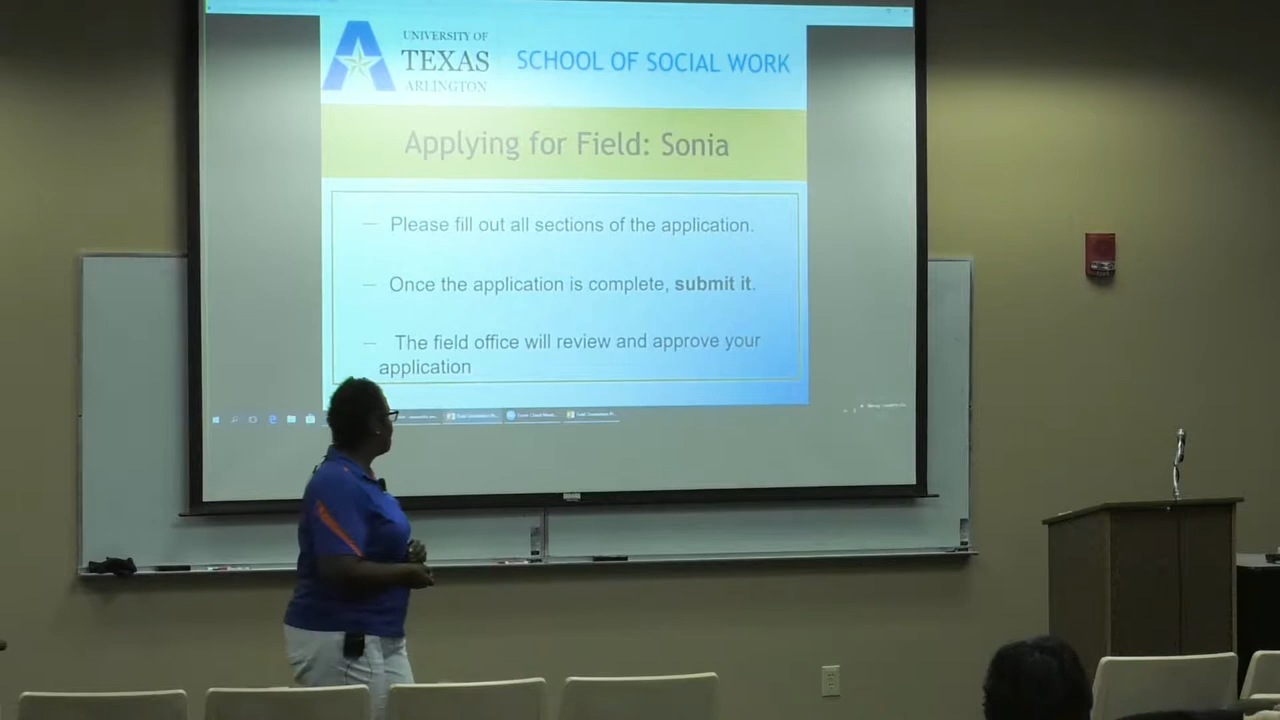 UNIVERSITY OF
TEXAS
ARLINGTON
SCHOOL OF SOCIAL WORK
Applying for Field: Sonia
— Please fill out all sections of the application.
— Once the application is complete, submit it.
— The field office will review and approve your
application